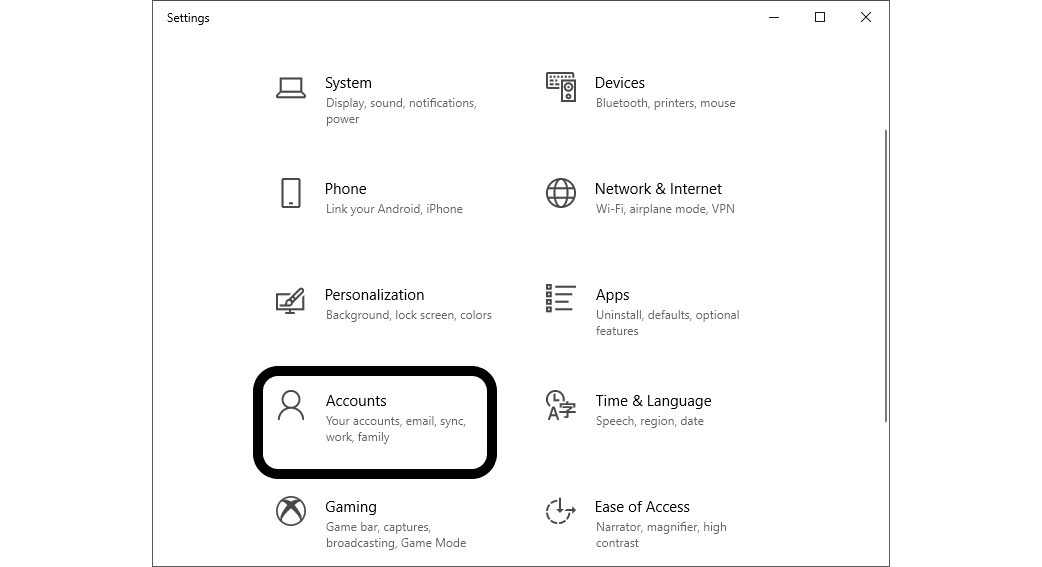 Settings
System
Display, sound, notifications,
power
Devices
Bluetooth, printers, mouse
Phone
Link your Android, iPhone
Network & Internet
Wi-Fi, airplane mode, VPN
Personalization
Background, lock screen, colors
Apps
Uninstall, defaults, optional
features
Accounts
Your accounts, email, sync,
work, family
Time & Language
Speech, region, date
Gaming
Game bar, captures,
broadcasting, Game Mode
Ease of Access
Narrator, magnifier, high
contrast